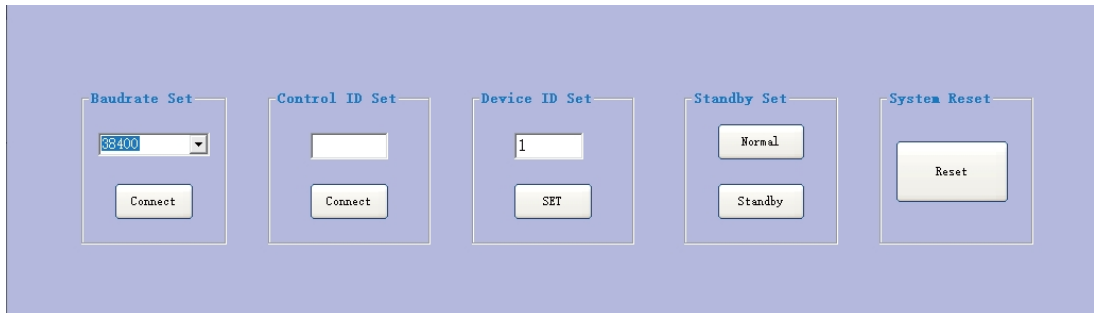 Baudrate Set
38400
Connect
Control ID Set
Connect
Device ID Set
1
SET
Standby Set
Normal
Standby
System Reset
Reset